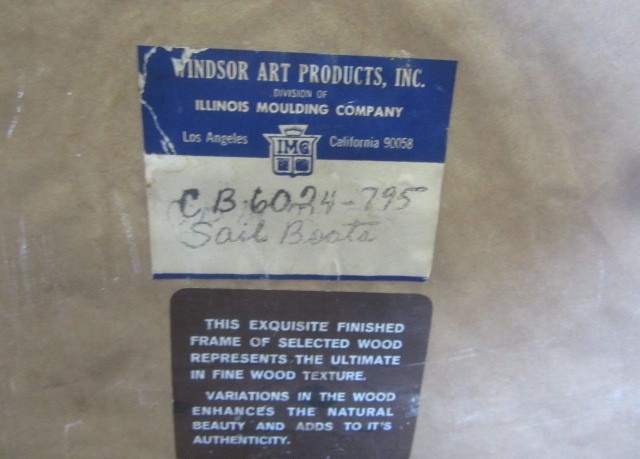 WINDSOR ART PRODUCTS, INC.
DIVISION OF
ILLINOIS MOULDING COMPANY
Los Angeles IMC California 90058
CB6024-795
Sail Boats
THIS EXQUISITE FINISHED
FRAME OF SELECTED WOOD
REPRESENTS THE ULTIMATE
IN FINE WOOD TEXTURE.
VARIATIONS IN THE WOOD
ENHANCES THE NATURAL
BEAUTY AND ADDS TO IT'S
AUTHENTICITY.